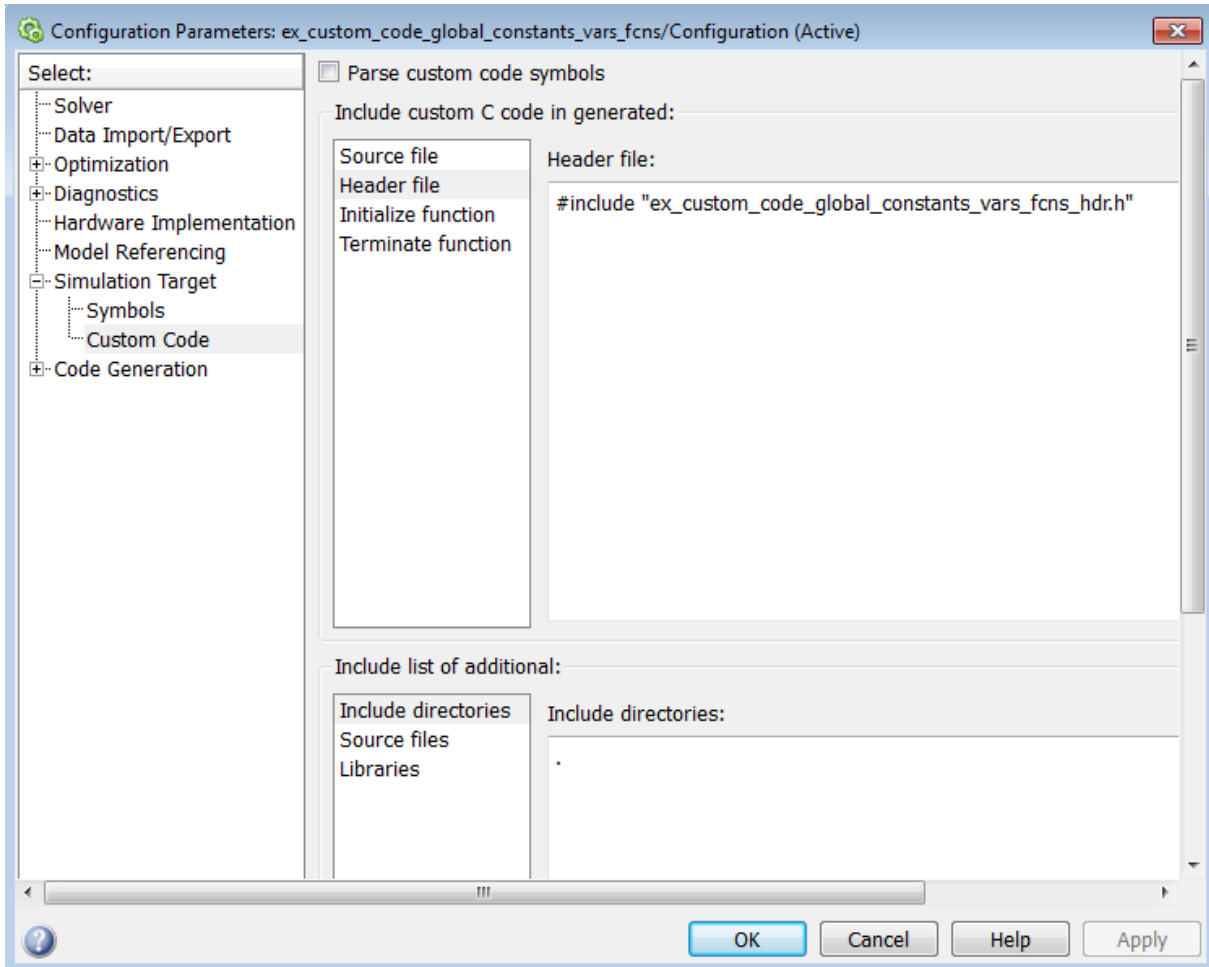 Configuration Parameters: ex_custom_code_global_constants_vars_fcns/Configuration (Active)
Select:
Solver
Data Import/Export
Optimization
Diagnostics
Hardware Implementation
Model Referencing
Simulation Target
Symbols
Custom Code
Code Generation
Parse custom code symbols
Include custom C code in generated:
Source file
Header file
Initialize function
Terminate function
Header file:
#include "ex_custom_code_global_constants_vars_fcns_hdr.h"
Include list of additional:
Include directories
Source files
Libraries
Include directories:
.
OK
Cancel
Help
Apply